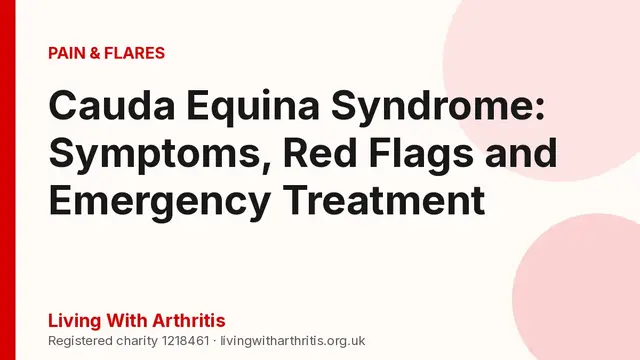 PAIN & FLARES
Cauda Equina Syndrome:
Symptoms, Red Flags and
Emergency Treatment
Living With Arthritis
Registered charity 1218461 · livingwitharthritis.org.uk